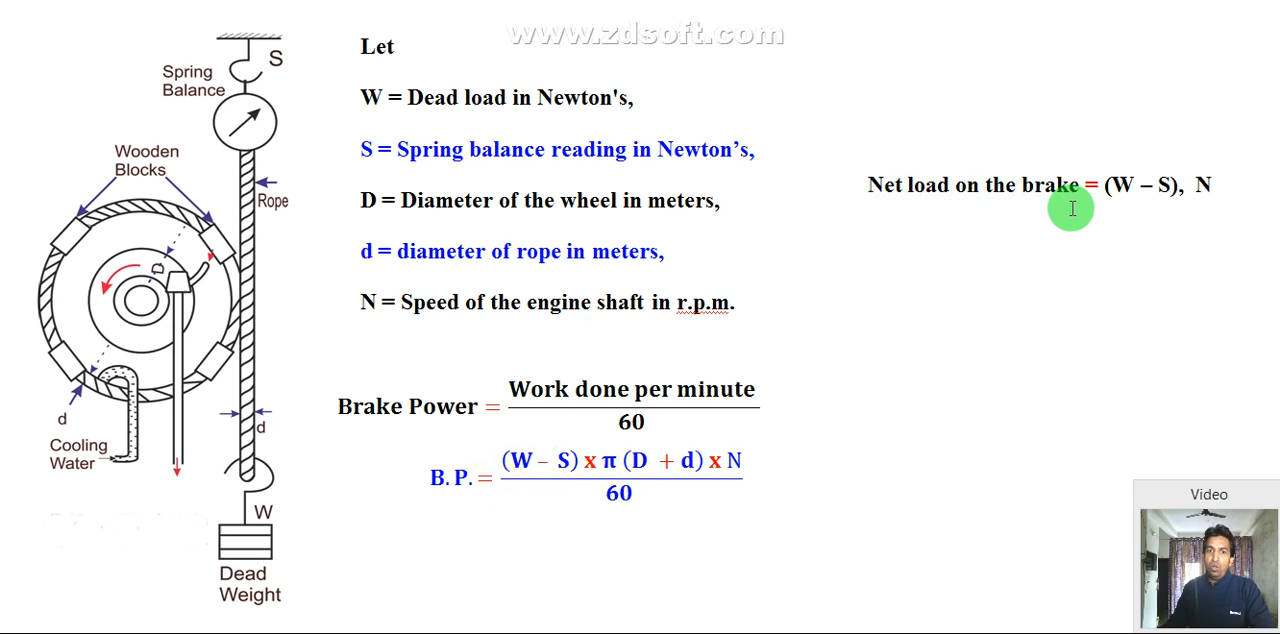 www.zdsoft.com
S
Spring
Balance
Wooden
Blocks
Rope
D
d
d
Cooling
Water
W
Dead
Weight
Let
W = Dead load in Newton's,
S = Spring balance reading in Newton’s,
D = Diameter of the wheel in meters,
d = diameter of rope in meters,
N = Speed of the engine shaft in r.p.m.
Brake Power = Work done per minute
60
B. P. = (W – S) x π (D + d) x N
60
Net load on the brake = (W – S), N
Video